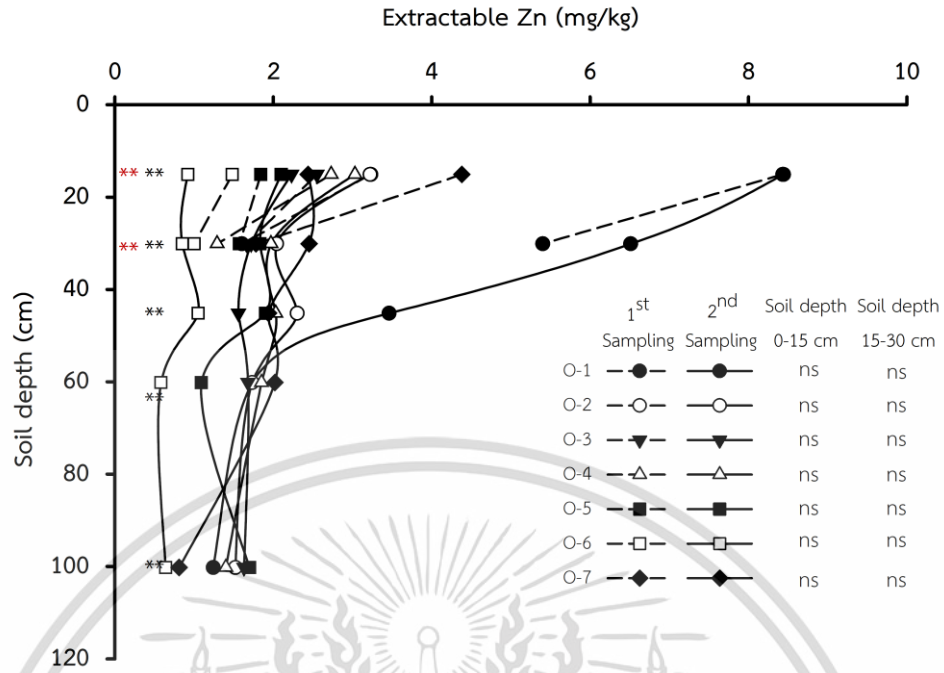 Extractable Zn (mg/kg)
0 2 4 6 8 10
0
** **
20
** **
40
**
60
**
80
100
**
120
Soil depth (cm)
1st 2nd Soil depth Soil depth
Sampling Sampling 0-15 cm 15-30 cm
O-1 ns ns
O-2 ns ns
O-3 ns ns
O-4 ns ns
O-5 ns ns
O-6 ns ns
O-7 ns ns